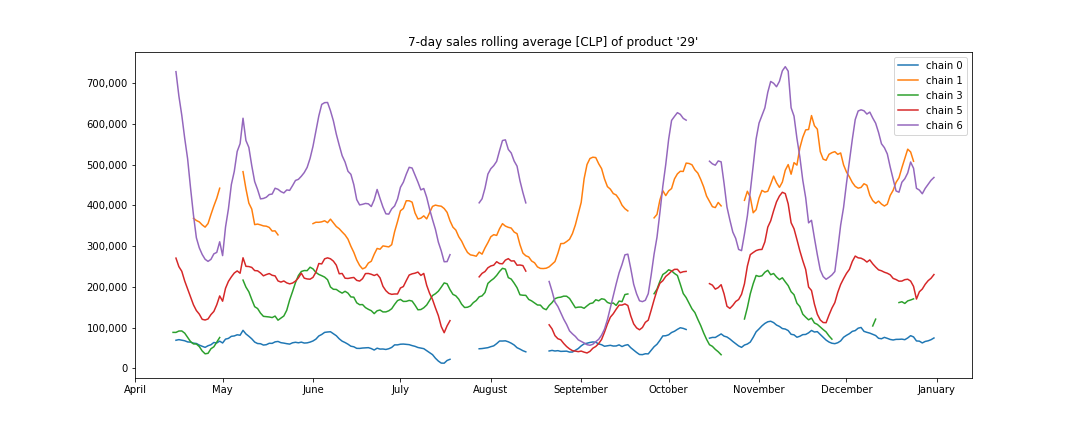 7-day sales rolling average [CLP] of product '29'
chain 0
chain 1
chain 3
chain 5
chain 6
700,000
600,000
500,000
400,000
300,000
200,000
100,000
0
April May June July August September October November December January